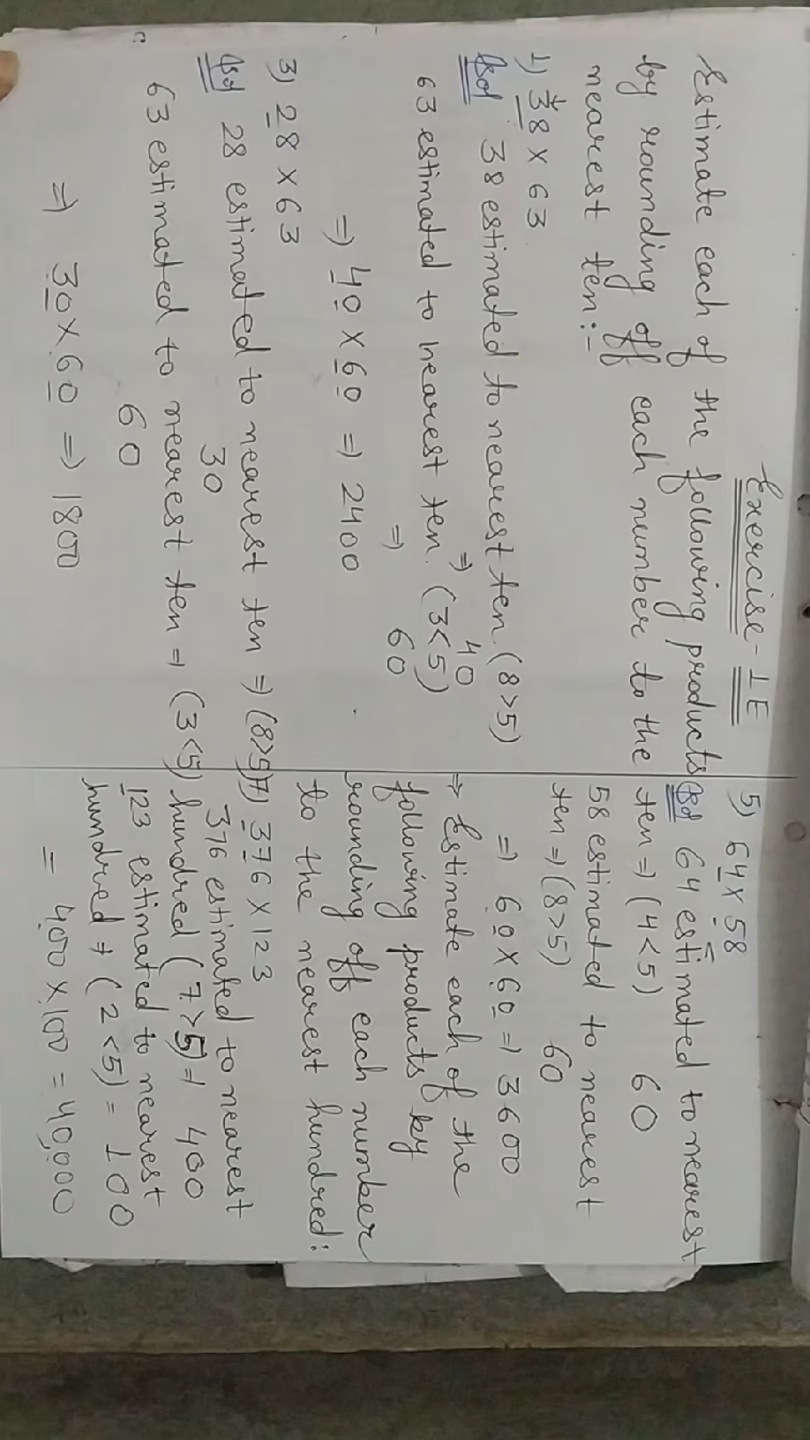 Exercise - 1E
Estimate each of the following products
by rounding off each number to the
nearest ten:-
1) 38 x 63
Sol 38 estimated to nearest ten. (8>5)
=> 40
63 estimated to nearest ten. (3<5)
=> 60
=> 40 x 60 => 2400
3) 28 x 63
Sol 28 estimated to nearest ten => (8>5)
30
63 estimated to nearest ten => (3<5)
60
=> 30 x 60 => 1800
5) 64 x 58
Sol 64 estimated to nearest
ten => (4<5) 60
58 estimated to nearest
ten => (8>5) 60
=> 60 x 60 => 3600
=> Estimate each of the
following products by
rounding off each number
to the nearest hundred:
7) 376 x 123
376 estimated to nearest
hundred (7>5) = 400
123 estimated to nearest
hundred = (2<5) = 100
= 400 x 100 = 40,000